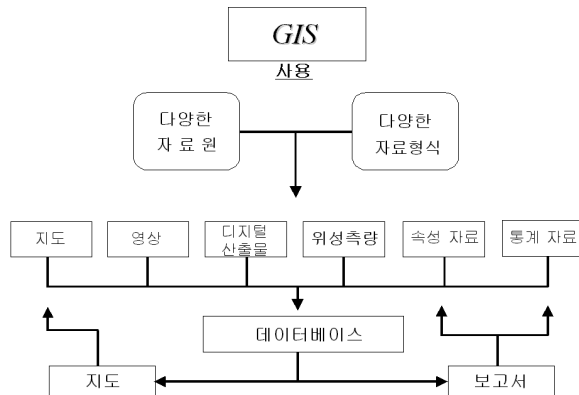 GIS
사용
다양한
자 료 원
다양한
자료형식
지도
영상
디지털
산출물
위성측량
속성 자료
통계 자료
데이터베이스
지도
보고서